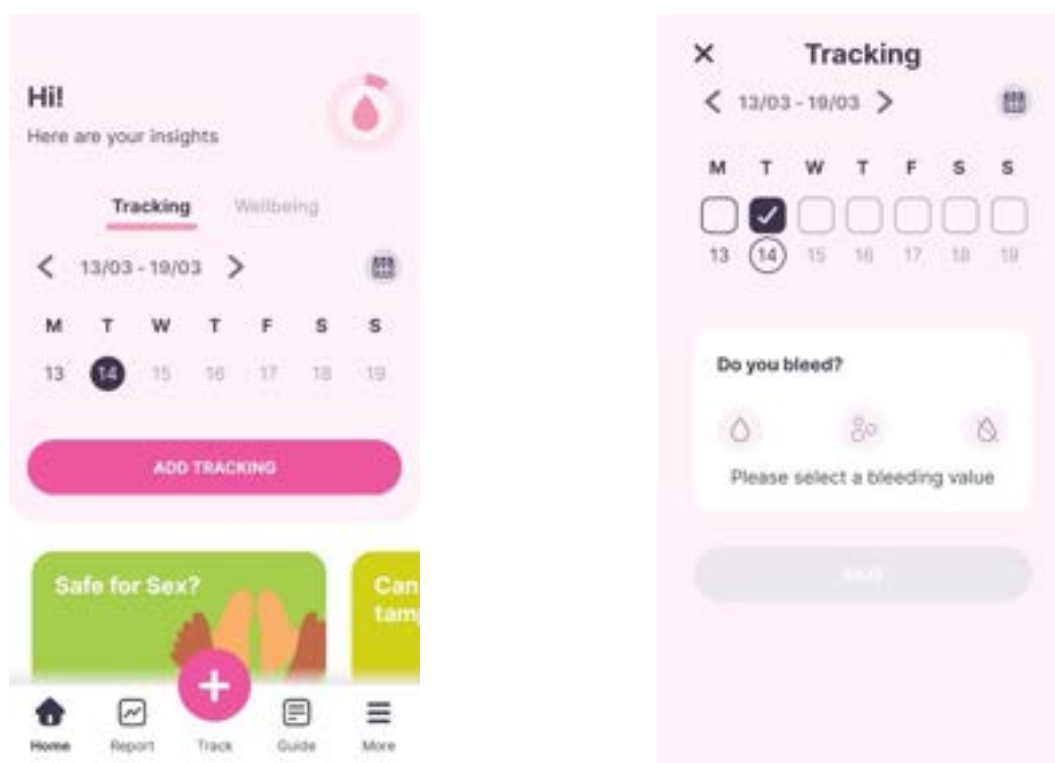 Hi!
Here are your insights
Tracking Wellbeing
13/03 - 19/03
M T W T F S S
13 14 15 16 17 18 19
ADD TRACKING
Safe for Sex?
Can
tam
Home Report Track Guide More
Tracking
13/03 - 19/03
M T W T F S S
13 14 15 16 17 18 19
Do you bleed?
Please select a bleeding value